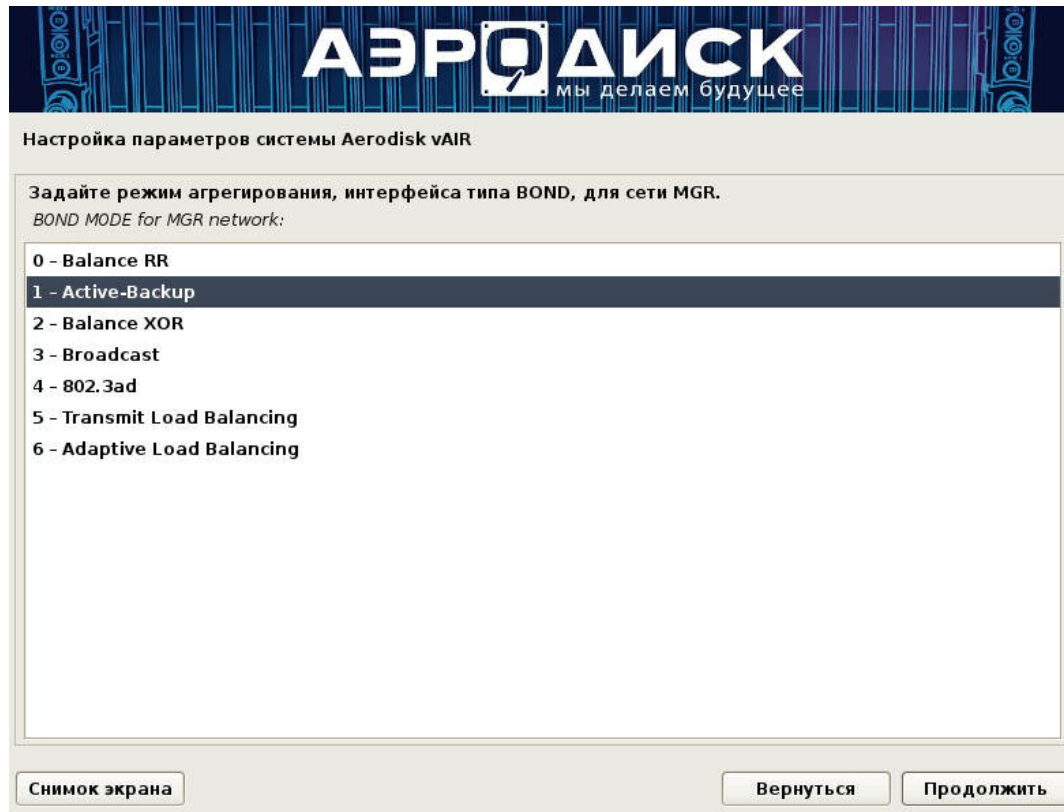 АЭРОДИСК
мы делаем будущее
Настройка параметров системы Aerodisk vAIR
Задайте режим агрегирования, интерфейса типа BOND, для сети MGR.
BOND MODE for MGR network:
0 – Balance RR
1 – Active-Backup
2 – Balance XOR
3 – Broadcast
4 – 802.3ad
5 – Transmit Load Balancing
6 – Adaptive Load Balancing
Снимок экрана
Вернуться
Продолжить